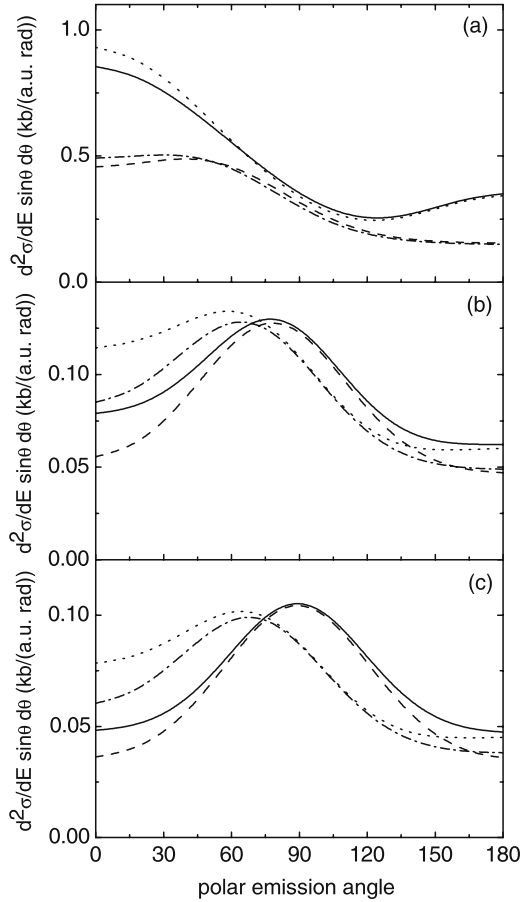 (a)
1.0
0.5
0.0
d²σ/dE sinθ dθ (kb/(a.u. rad))
(b)
0.10
0.05
0.00
d²σ/dE sinθ dθ (kb/(a.u. rad))
(c)
0.10
0.05
0.00
d²σ/dE sinθ dθ (kb/(a.u. rad))
0 30 60 90 120 150 180
polar emission angle